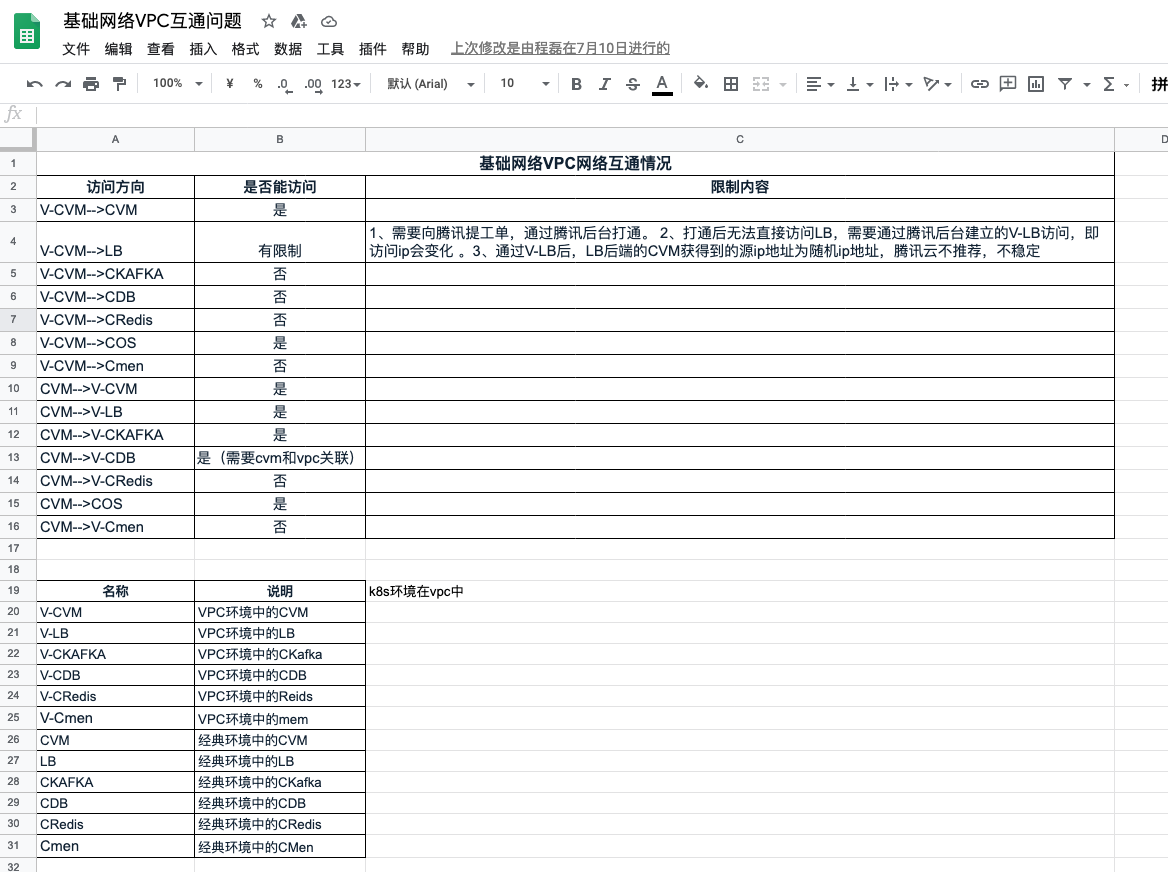 基础网络VPC互通问题
文件 编辑 查看 插入 格式 数据 工具 插件 帮助 上次修改是由程磊在7月10日进行的
100% ¥ % .0 .00 123 默认 (Arial) 10 B I S A Σ 拼
fx
A B C D
1 基础网络VPC网络互通情况
2 访问方向 是否能访问 限制内容
3 V-CVM-->CVM 是
1、需要向腾讯提工单，通过腾讯后台打通。 2、打通后无法直接访问LB，需要通过腾讯后台建立的V-LB访问，即
4 V-CVM-->LB 有限制 访问ip会变化 。3、通过V-LB后，LB后端的CVM获得到的源ip地址为随机ip地址，腾讯云不推荐，不稳定
5 V-CVM-->CKAFKA 否
6 V-CVM-->CDB 否
7 V-CVM-->CRedis 否
8 V-CVM-->COS 是
9 V-CVM-->Cmen 否
10 CVM-->V-CVM 是
11 CVM-->V-LB 是
12 CVM-->V-CKAFKA 是
13 CVM-->V-CDB 是（需要cvm和vpc关联）
14 CVM-->V-CRedis 否
15 CVM-->COS 是
16 CVM-->V-Cmen 否
17
18
19 名称 说明 k8s环境在vpc中
20 V-CVM VPC环境中的CVM
21 V-LB VPC环境中的LB
22 V-CKAFKA VPC环境中的CKafka
23 V-CDB VPC环境中的CDB
24 V-CRedis VPC环境中的Reids
25 V-Cmen VPC环境中的mem
26 CVM 经典环境中的CVM
27 LB 经典环境中的LB
28 CKAFKA 经典环境中的CKafka
29 CDB 经典环境中的CDB
30 CRedis 经典环境中的CRedis
31 Cmen 经典环境中的CMen
32